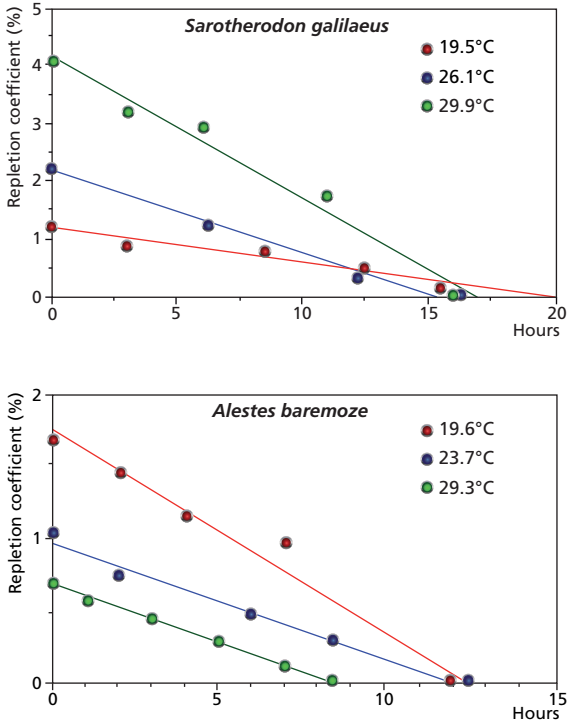 Sarotherodon galilaeus
Repletion coefficient (%)
5
4
3
2
1
0
19.5°C
26.1°C
29.9°C
0 5 10 15 20
Hours
Alestes baremoze
Repletion coefficient (%)
2
1
0
19.6°C
23.7°C
29.3°C
0 5 10 15
Hours